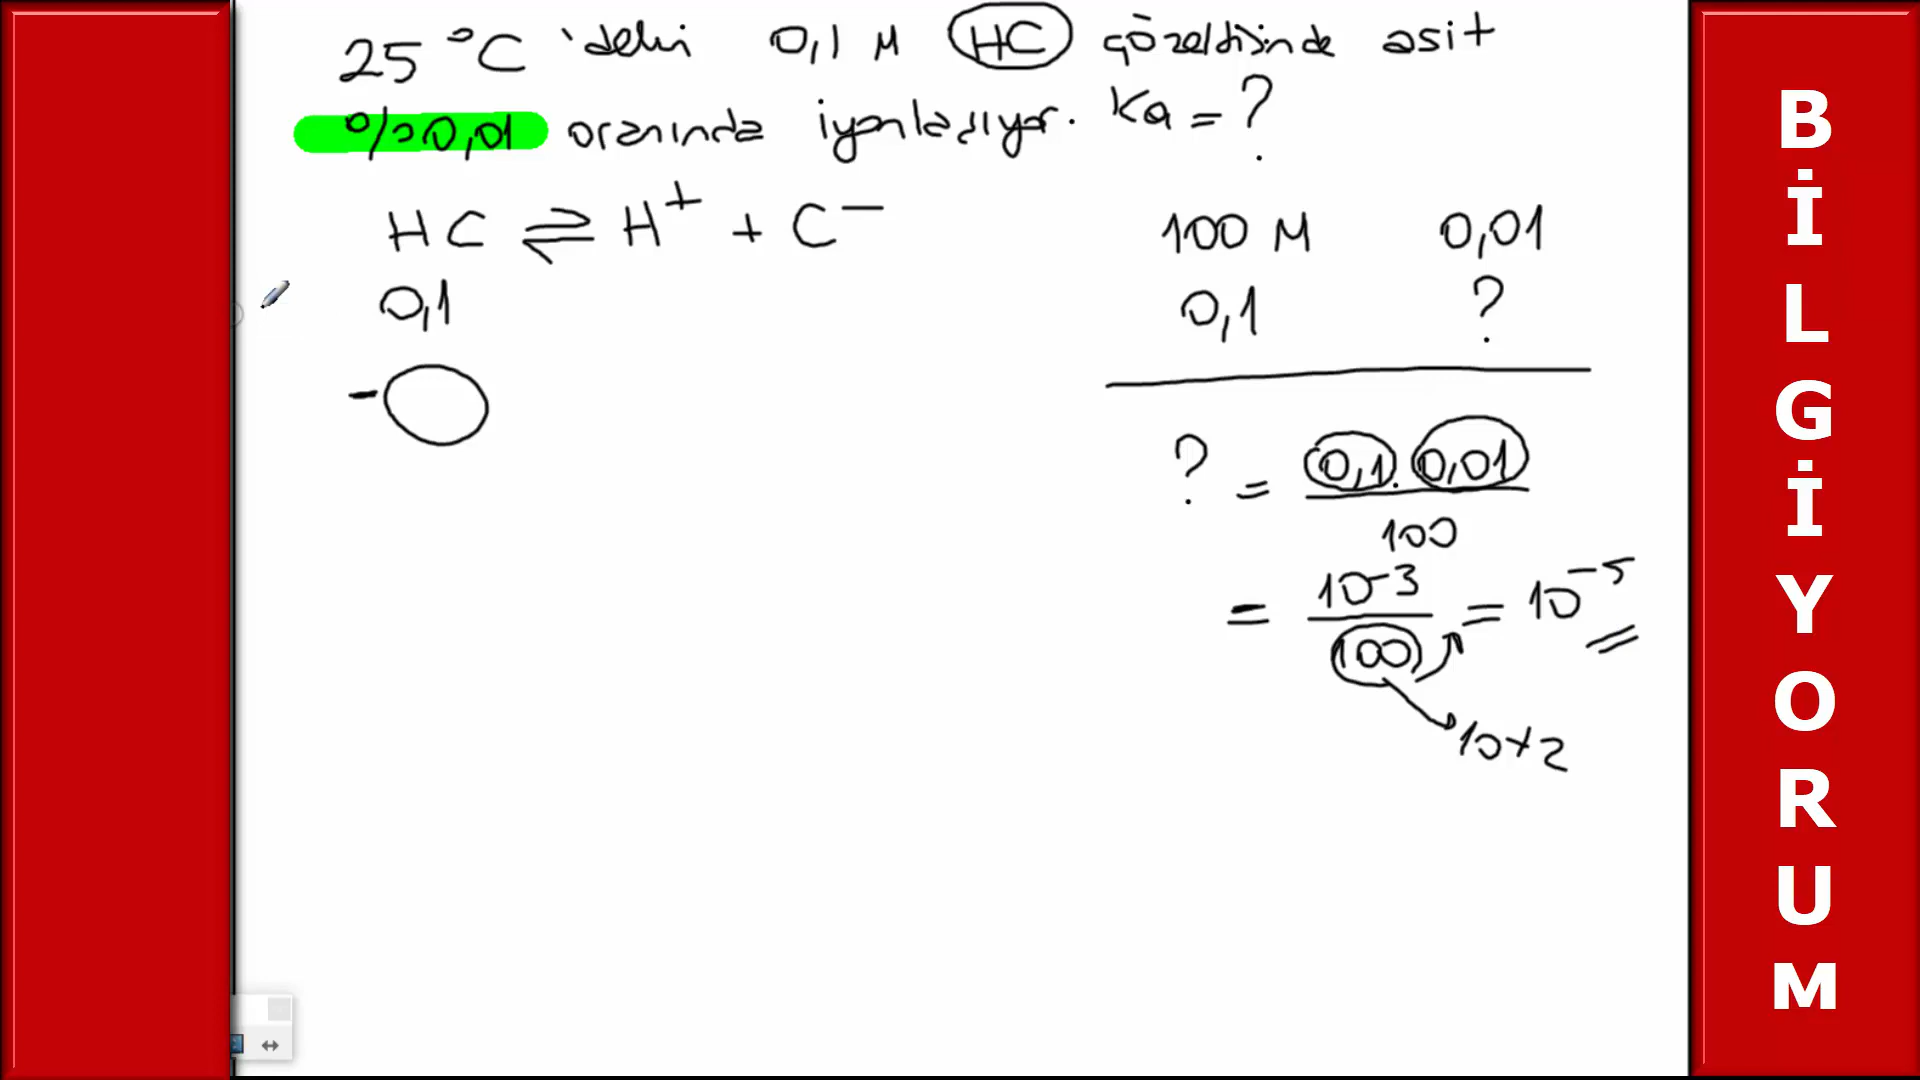 25 °C 'deki 0,1 M HC çözeltisinde asit
%0,01 oranında iyonlaşıyor. Ka = ?
HC ⇌ H⁺ + C⁻
0,1
-
100 M 0,01
0,1 ?
? = 0,1 . 0,01
100
= 10⁻³ = 10⁻⁵
100
10⁺²
BİLGİYORUM